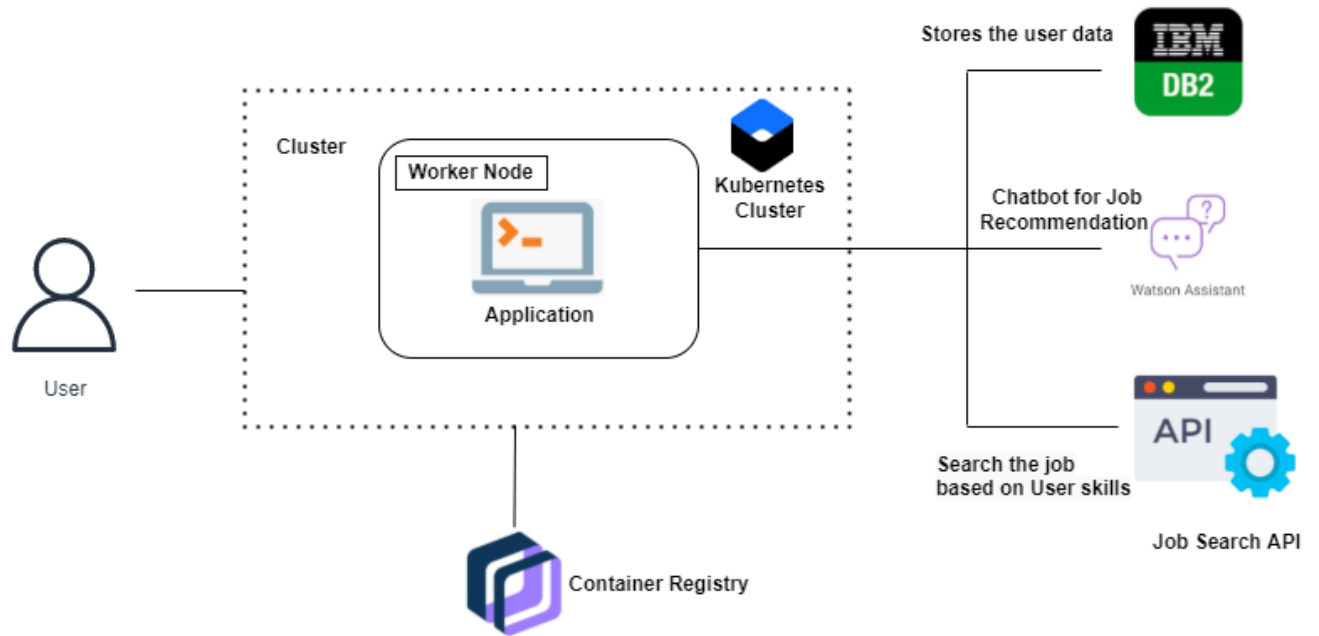 Stores the user data
IBM
DB2
Cluster
Worker Node
Kubernetes
Cluster
Application
Chatbot for Job
Recommendation
?
Watson Assistant
User
API
Search the job
based on User skills
Job Search API
Container Registry